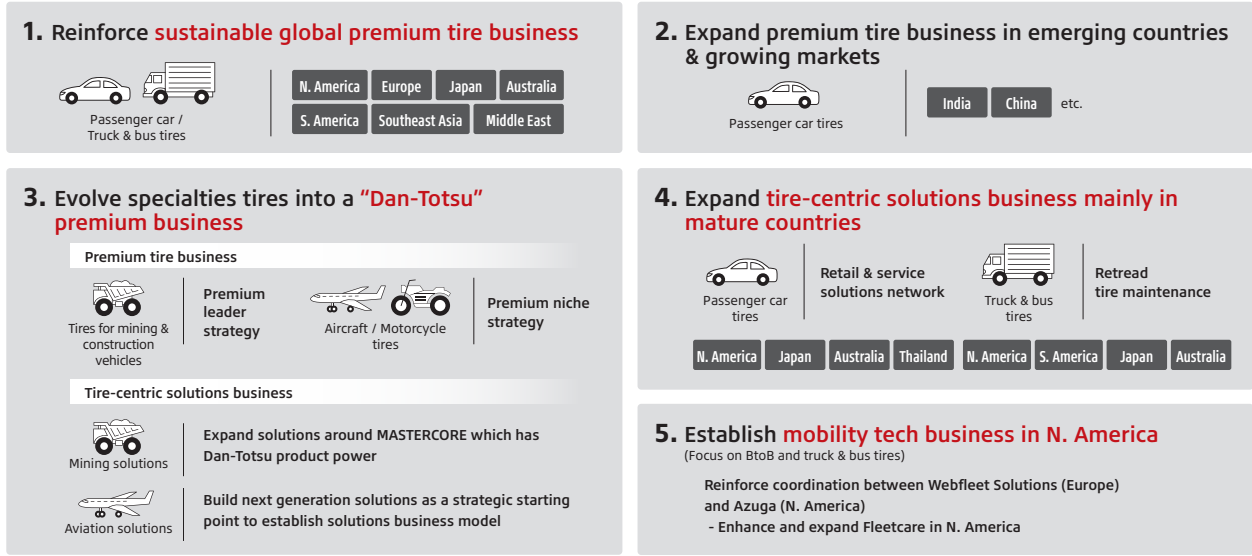 1. Reinforce sustainable global premium tire business
Passenger car /
Truck & bus tires
N. America Europe Japan Australia
S. America Southeast Asia Middle East
2. Expand premium tire business in emerging countries
& growing markets
Passenger car tires
India China etc.
3. Evolve specialties tires into a “Dan-Totsu”
premium business
Premium tire business
Tires for mining &
construction
vehicles
Premium
leader
strategy
Aircraft / Motorcycle
tires
Premium niche
strategy
Tire-centric solutions business
Mining solutions
Expand solutions around MASTERCORE which has
Dan-Totsu product power
Aviation solutions
Build next generation solutions as a strategic starting
point to establish solutions business model
4. Expand tire-centric solutions business mainly in
mature countries
Passenger car
tires
Retail & service
solutions network
Truck & bus
tires
Retread
tire maintenance
N. America Japan Australia Thailand N. America S. America Japan Australia
5. Establish mobility tech business in N. America
(Focus on BtoB and truck & bus tires)
Reinforce coordination between Webfleet Solutions (Europe)
and Azuga (N. America)
- Enhance and expand Fleetcare in N. America